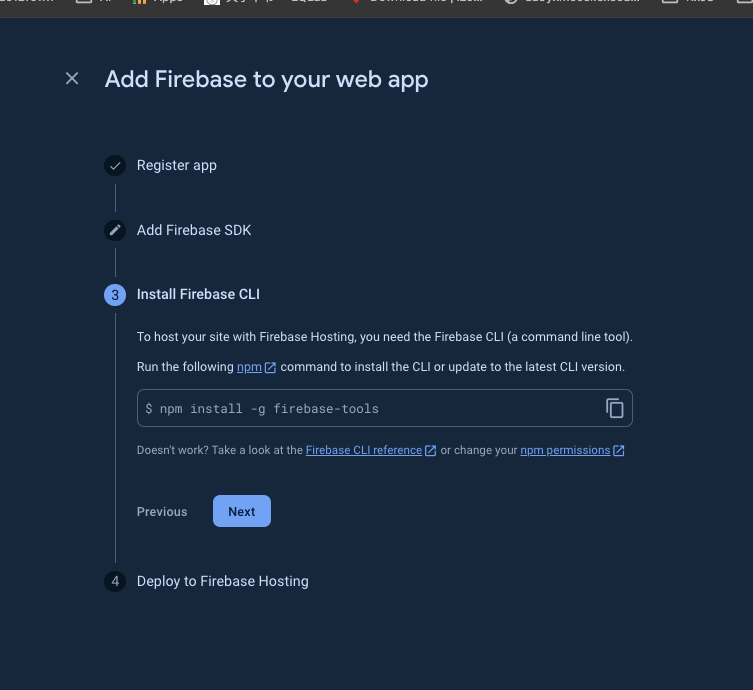 Apps
Add Firebase to your web app
Register app
Add Firebase SDK
3 Install Firebase CLI
To host your site with Firebase Hosting, you need the Firebase CLI (a command line tool).
Run the following npm command to install the CLI or update to the latest CLI version.
$ npm install -g firebase-tools
Doesn't work? Take a look at the Firebase CLI reference or change your npm permissions
Previous Next
4 Deploy to Firebase Hosting